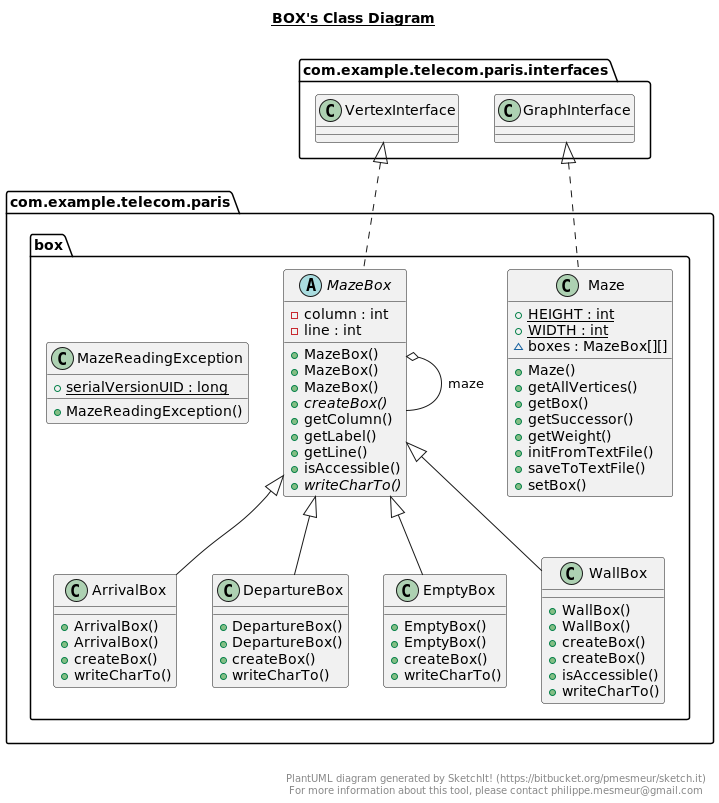 BOX's Class Diagram
com.example.telecom.paris.interfaces
C VertexInterface
C GraphInterface
com.example.telecom.paris
box
C MazeReadingException
serialVersionUID : long
MazeReadingException()
A MazeBox
column : int
line : int
MazeBox()
MazeBox()
MazeBox()
createBox()
getColumn()
getLabel()
getLine()
isAccessible()
writeCharTo()
maze
C Maze
HEIGHT : int
WIDTH : int
boxes : MazeBox[][]
Maze()
getAllVertices()
getBox()
getSuccessor()
getWeight()
initFromTextFile()
saveToTextFile()
setBox()
C ArrivalBox
ArrivalBox()
ArrivalBox()
createBox()
writeCharTo()
C DepartureBox
DepartureBox()
DepartureBox()
createBox()
writeCharTo()
C EmptyBox
EmptyBox()
EmptyBox()
createBox()
writeCharTo()
C WallBox
WallBox()
WallBox()
createBox()
createBox()
isAccessible()
writeCharTo()
PlantUML diagram generated by SketchIt! (https://bitbucket.org/pmesmeur/sketch.it)
For more information about this tool, please contact philippe.mesmeur@gmail.com